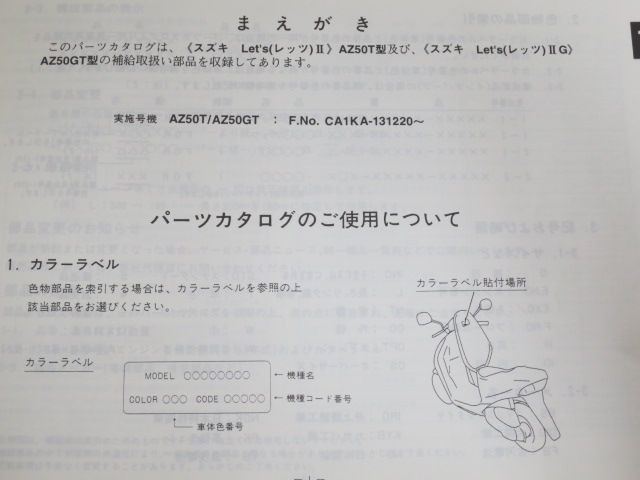 まえがき
このパーツカタログは、《スズキ Let's(レッツ)Ⅱ》AZ50T型及び、《スズキ Let's(レッツ)ⅡG》
AZ50GT型の補給取扱い部品を収録してあります。
実施号機 AZ50T/AZ50GT : F.No. CA1KA-131220〜
パーツカタログのご使用について
1. カラーラベル
色物部品を索引する場合は、カラーラベルを参照の上
該当部品をお選びください。
カラーラベル貼付場所
カラーラベル
MODEL ○○○○○○○○ ←機種名
COLOR ○○○ CODE ○○○○○ ←機種コード番号
車体色番号